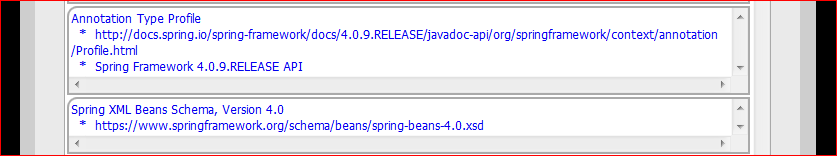 Annotation Type Profile
* http://docs.spring.io/spring-framework/docs/4.0.9.RELEASE/javadoc-api/org/springframework/context/annotation
/Profile.html
* Spring Framework 4.0.9.RELEASE API
Spring XML Beans Schema, Version 4.0
* https://www.springframework.org/schema/beans/spring-beans-4.0.xsd